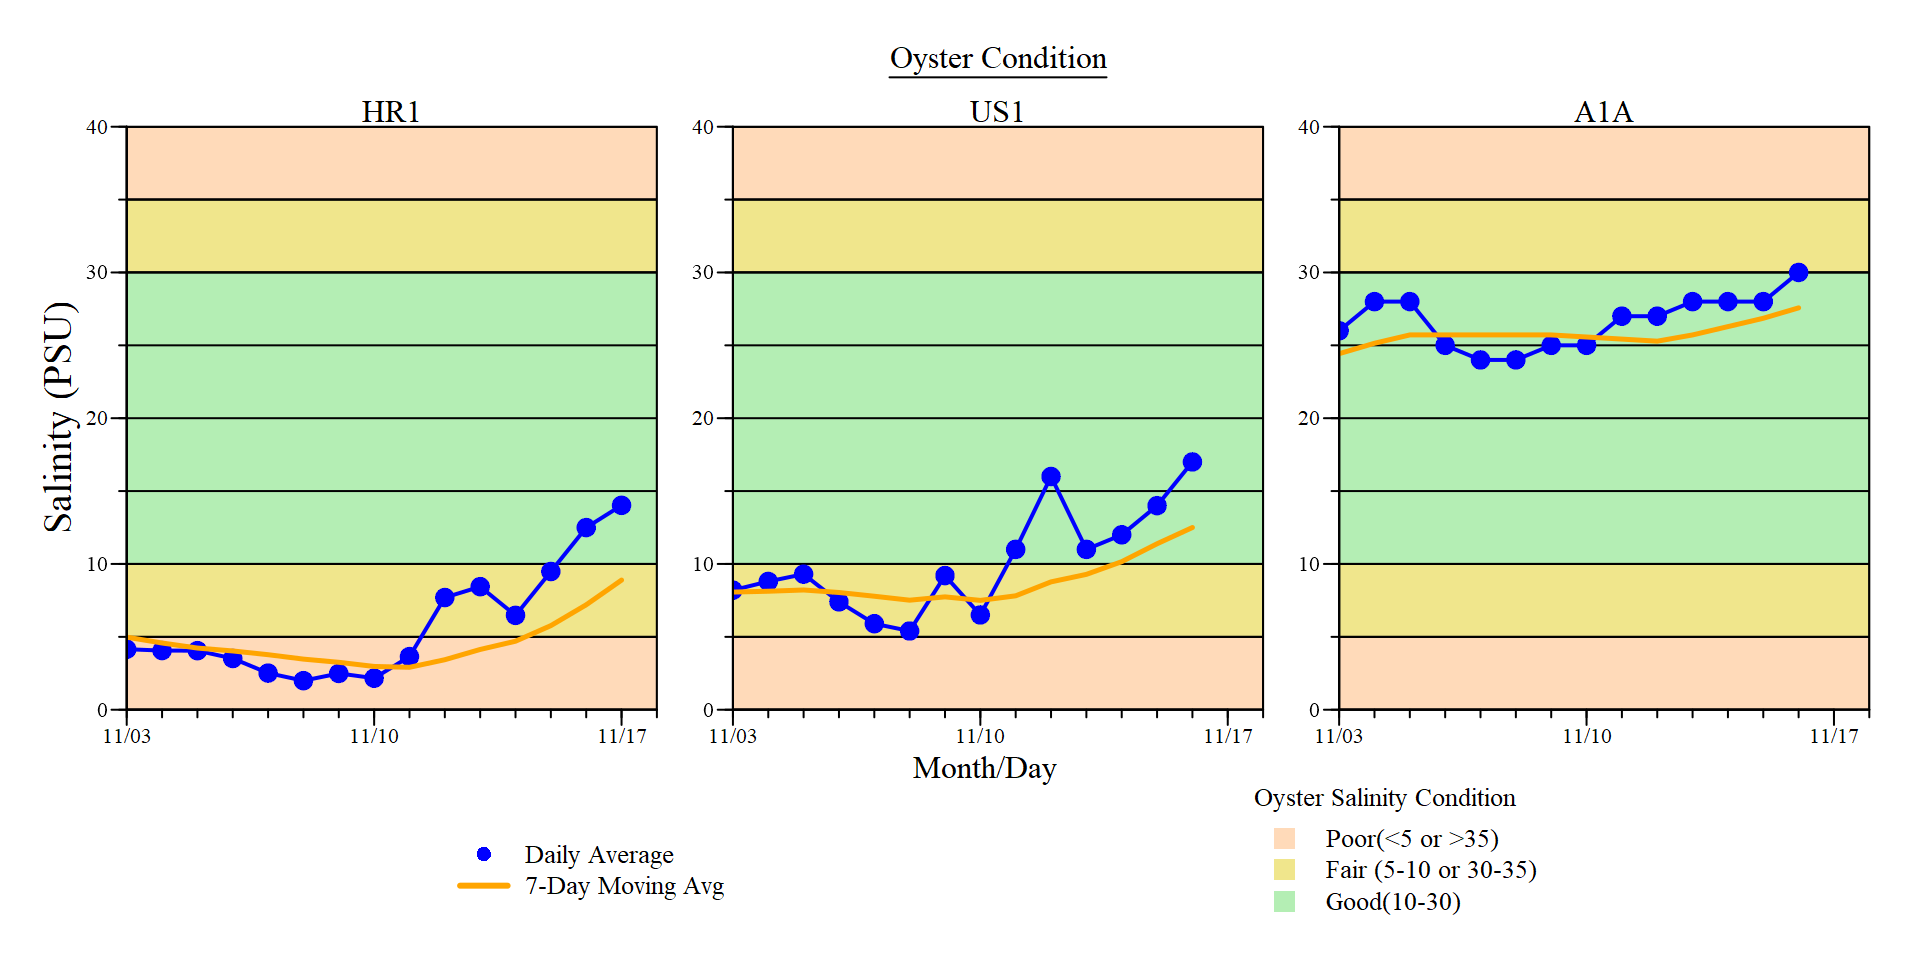 Oyster Condition
HR1
US1
A1A
Salinity (PSU)
40
30
20
10
0
11/03
11/10
11/17
40
30
20
10
0
11/03
11/10
11/17
40
30
20
10
0
11/03
11/10
11/17
Month/Day
Daily Average
7-Day Moving Avg
Oyster Salinity Condition
Poor(<5 or >35)
Fair (5-10 or 30-35)
Good(10-30)